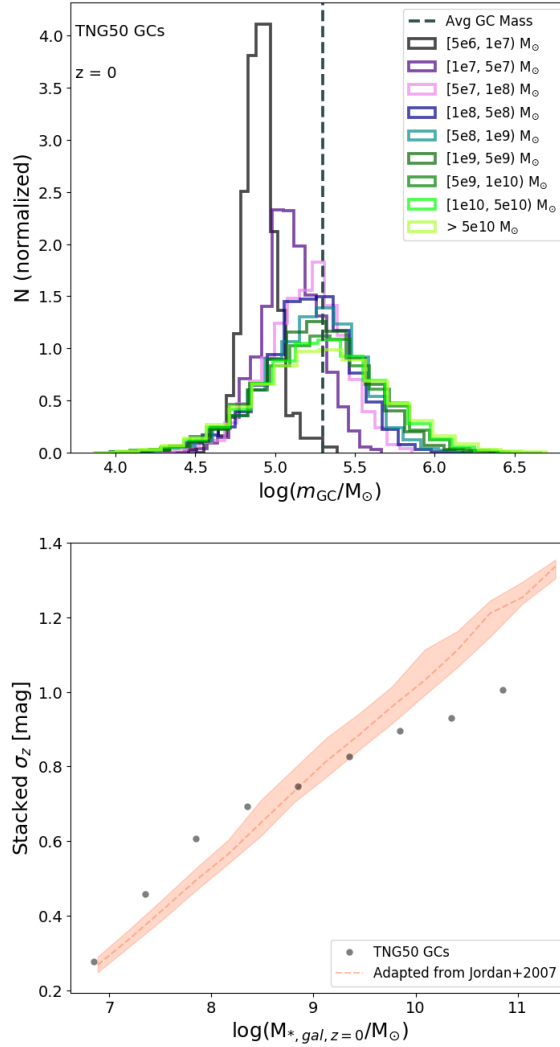 TNG50 GCs
z = 0
Avg GC Mass
[5e6, 1e7) M⊙
[1e7, 5e7) M⊙
[5e7, 1e8) M⊙
[1e8, 5e8) M⊙
[5e8, 1e9) M⊙
[1e9, 5e9) M⊙
[5e9, 1e10) M⊙
[1e10, 5e10) M⊙
> 5e10 M⊙
N (normalized)
4.0
3.5
3.0
2.5
2.0
1.5
1.0
0.5
0.0
4.0 4.5 5.0 5.5 6.0 6.5
log(m_GC/M⊙)
Stacked σ_z [mag]
1.4
1.2
1.0
0.8
0.6
0.4
0.2
TNG50 GCs
Adapted from Jordan+2007
7 8 9 10 11
log(M_*, gal, z=0/M⊙)